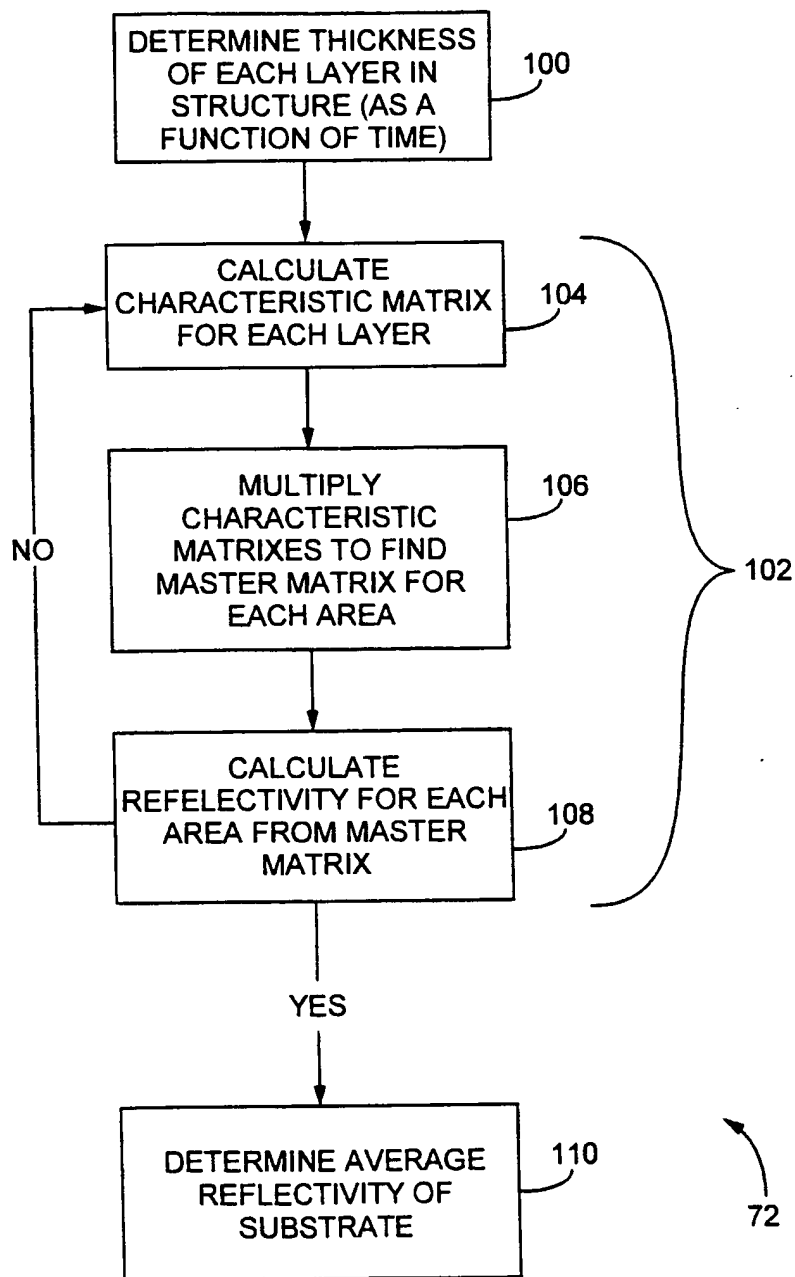 DETERMINE THICKNESS
OF EACH LAYER IN
STRUCTURE (AS A
FUNCTION OF TIME)
100
CALCULATE
CHARACTERISTIC MATRIX
FOR EACH LAYER
104
MULTIPLY
CHARACTERISTIC
MATRIXES TO FIND
MASTER MATRIX FOR
EACH AREA
106
NO
102
CALCULATE
REFELECTIVITY FOR EACH
AREA FROM MASTER
MATRIX
108
YES
DETERMINE AVERAGE
REFLECTIVITY OF
SUBSTRATE
110
72